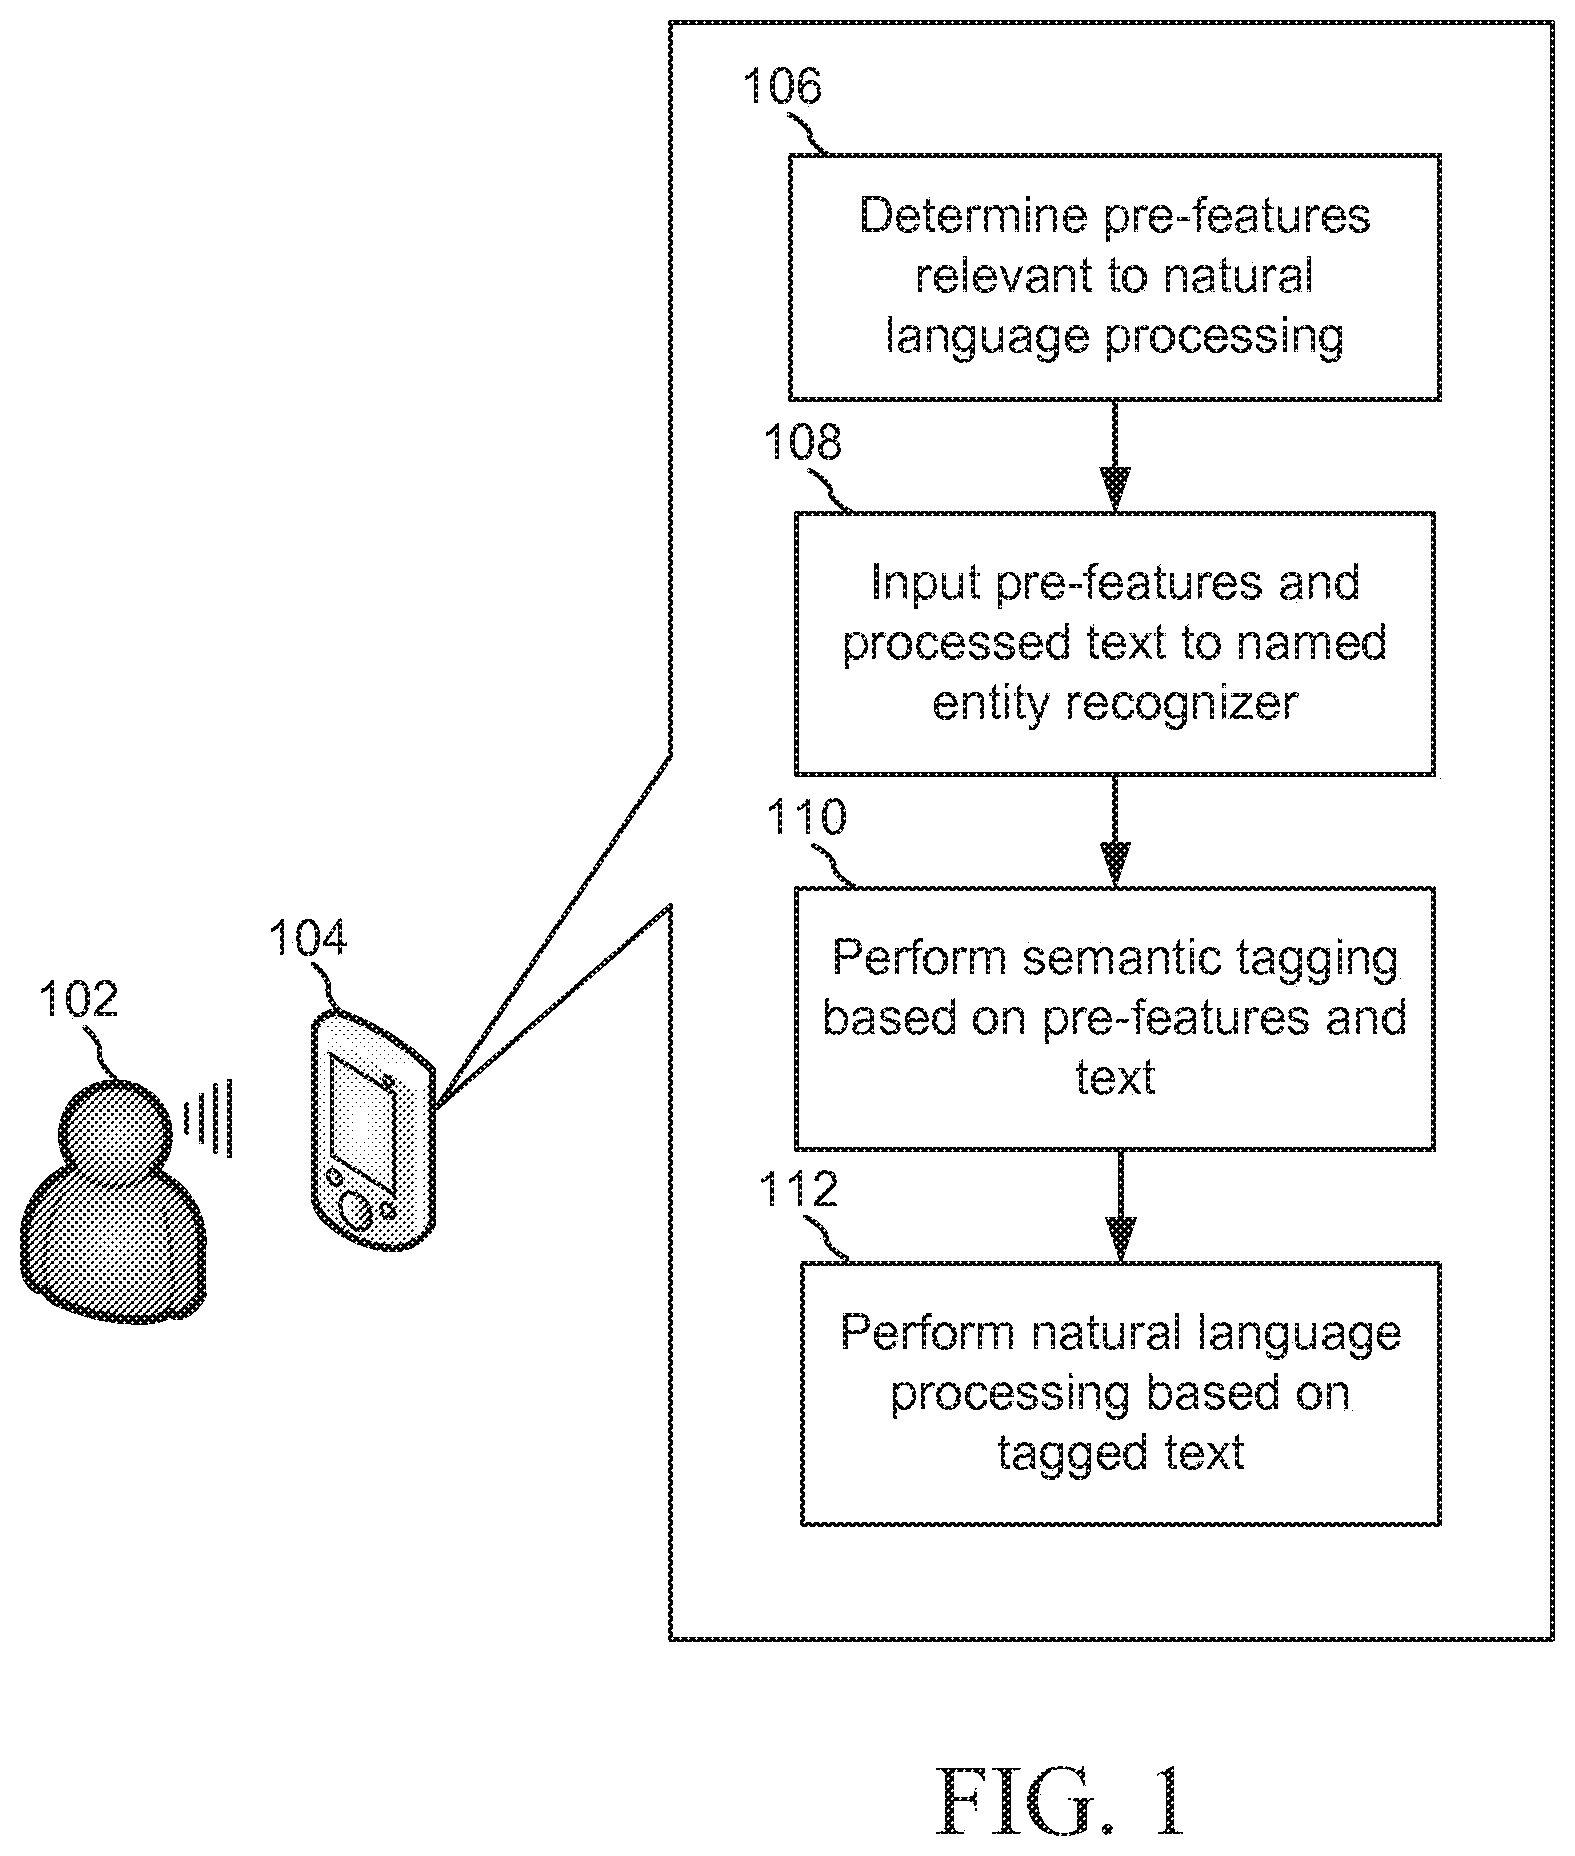 106
Determine pre-features
relevant to natural
language processing
108
Input pre-features and
processed text to named
entity recognizer
110
Perform semantic tagging
based on pre-features and
text
104
102
112
Perform natural language
processing based on
tagged text
FIG. 1